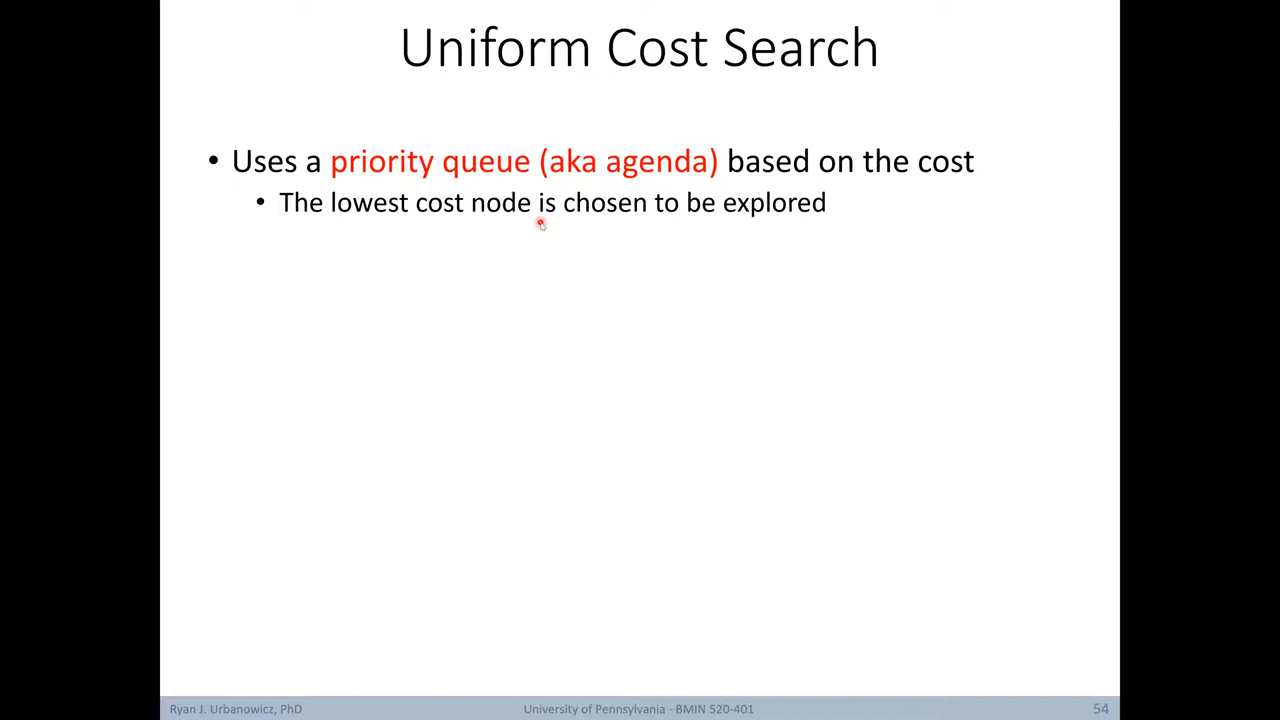 Uniform Cost Search
• Uses a priority queue (aka agenda) based on the cost
• The lowest cost node is chosen to be explored
Ryan J. Urbanowicz, PhD
University of Pennsylvania - BMIN 520-401
54